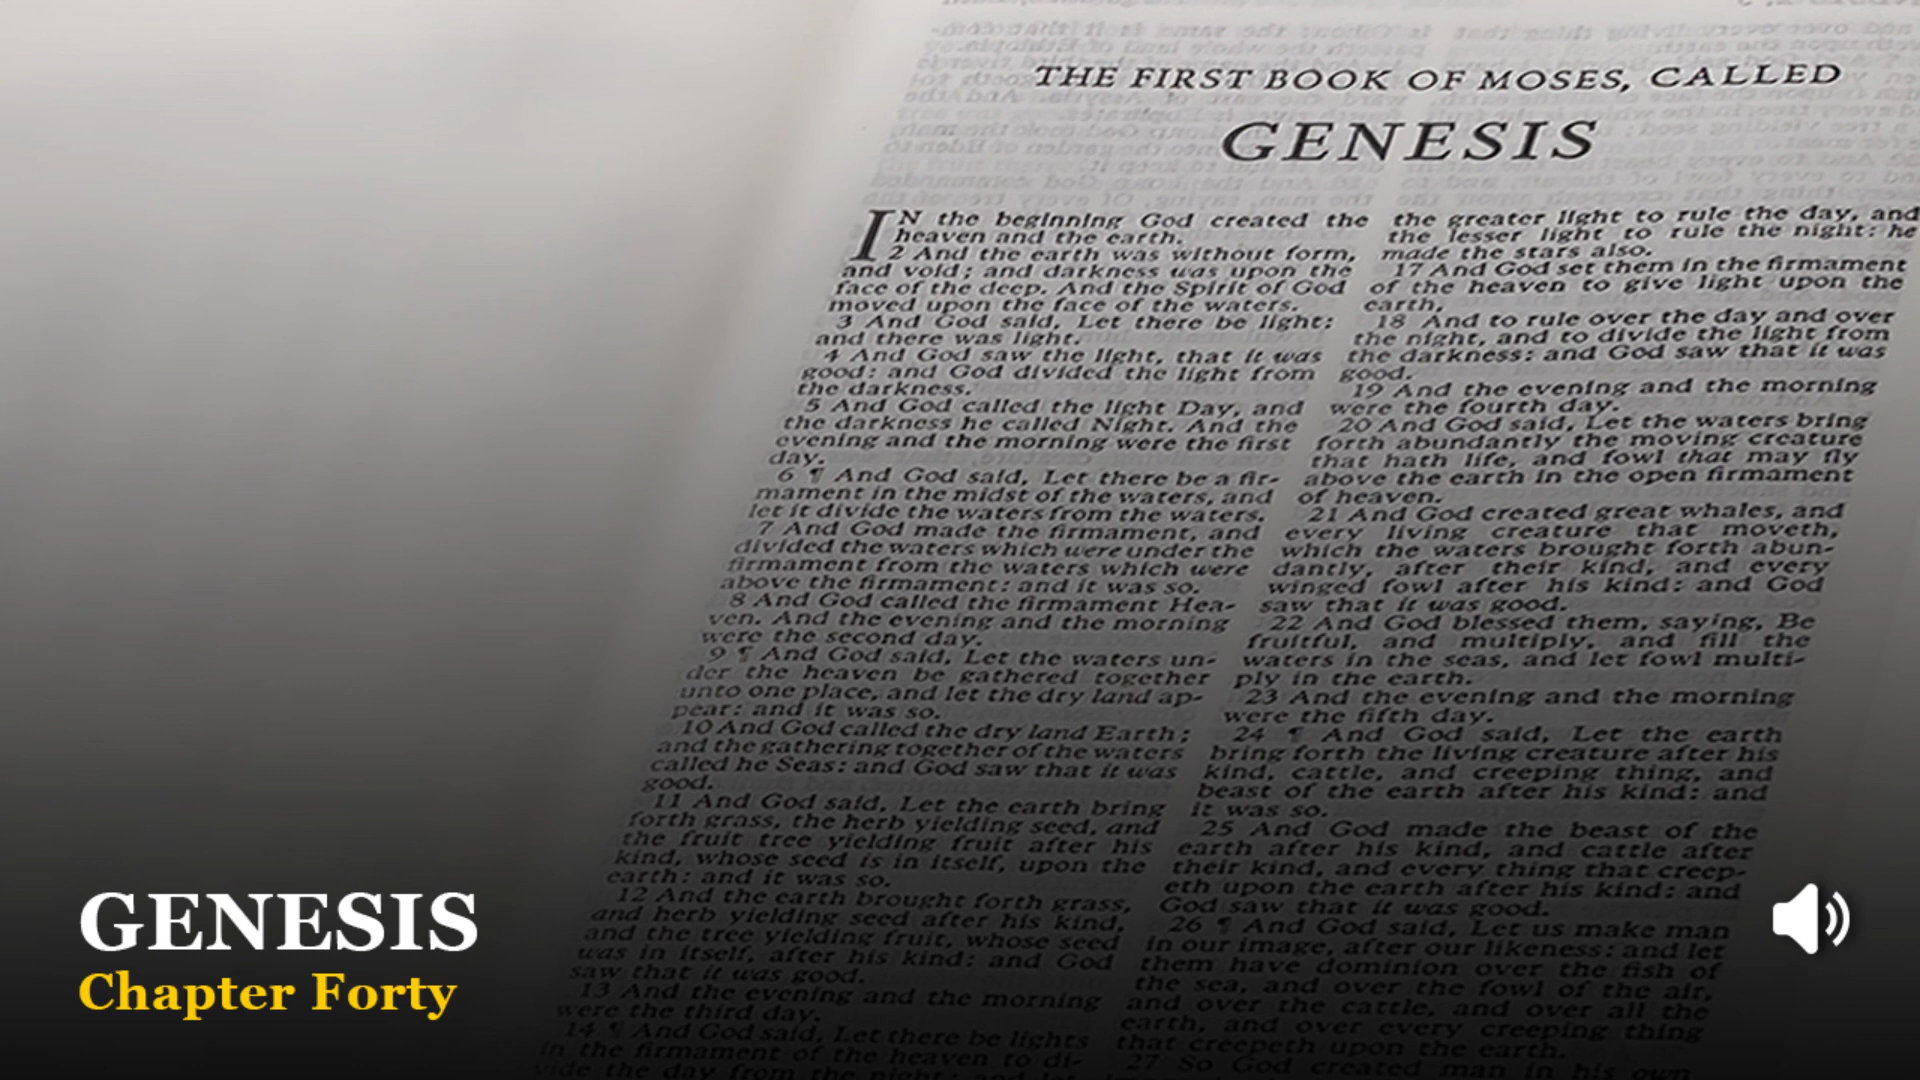 THE FIRST BOOK OF MOSES, CALLED
GENESIS
IN the beginning God created the
heaven and the earth.
2 And the earth was without form,
and void; and darkness was upon the
face of the deep. And the Spirit of God
moved upon the face of the waters.
3 And God said, Let there be light:
and there was light.
4 And God saw the light, that it was
good: and God divided the light from
the darkness.
5 And God called the light Day, and
the darkness he called Night. And the
evening and the morning were the first
day.
6 ¶ And God said, Let there be a fir-
mament in the midst of the waters, and
let it divide the waters from the waters.
7 And God made the firmament, and
divided the waters which were under the
firmament from the waters which were
above the firmament: and it was so.
8 And God called the firmament Hea-
ven. And the evening and the morning
were the second day.
9 ¶ And God said, Let the waters un-
der the heaven be gathered together
unto one place, and let the dry land ap-
pear: and it was so.
10 And God called the dry land Earth;
and the gathering together of the waters
called he Seas: and God saw that it was
good.
11 And God said, Let the earth bring
forth grass, the herb yielding seed, and
the fruit tree yielding fruit after his
kind, whose seed is in itself, upon the
earth: and it was so.
12 And the earth brought forth grass,
and herb yielding seed after his kind,
and the tree yielding fruit, whose seed
was in itself, after his kind: and God
saw that it was good.
13 And the evening and the morning
were the third day.
14 ¶ And God said, Let there be lights
in the firmament of the heaven to di-
vide the day from the night; and let
the greater light to rule the day, and
the lesser light to rule the night: he
made the stars also.
17 And God set them in the firmament
of the heaven to give light upon the
earth,
18 And to rule over the day and over
the night, and to divide the light from
the darkness: and God saw that it was
good.
19 And the evening and the morning
were the fourth day.
20 And God said, Let the waters bring
forth abundantly the moving creature
that hath life, and fowl that may fly
above the earth in the open firmament
of heaven.
21 And God created great whales, and
every living creature that moveth,
which the waters brought forth abun-
dantly, after their kind, and every
winged fowl after his kind: and God
saw that it was good.
22 And God blessed them, saying, Be
fruitful, and multiply, and fill the
waters in the seas, and let fowl multi-
ply in the earth.
23 And the evening and the morning
were the fifth day.
24 ¶ And God said, Let the earth
bring forth the living creature after his
kind, cattle, and creeping thing, and
beast of the earth after his kind: and
it was so.
25 And God made the beast of the
earth after his kind, and cattle after
their kind, and every thing that creep-
eth upon the earth after his kind: and
God saw that it was good.
26 ¶ And God said, Let us make man
in our image, after our likeness: and let
them have dominion over the fish of
the sea, and over the fowl of the air,
and over the cattle, and over all the
earth, and over every creeping thing
that creepeth upon the earth.
27 So God created man in his own
GENESIS
Chapter Forty